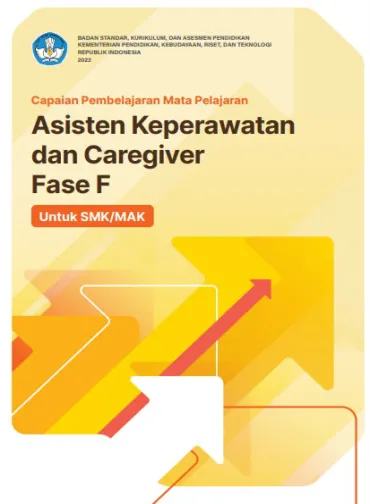 BADAN STANDAR, KURIKULUM, DAN ASESMEN PENDIDIKAN
KEMENTERIAN PENDIDIKAN, KEBUDAYAAN, RISET, DAN TEKNOLOGI
REPUBLIK INDONESIA
2022
Capaian Pembelajaran Mata Pelajaran
Asisten Keperawatan
dan Caregiver
Fase F
Untuk SMK/MAK